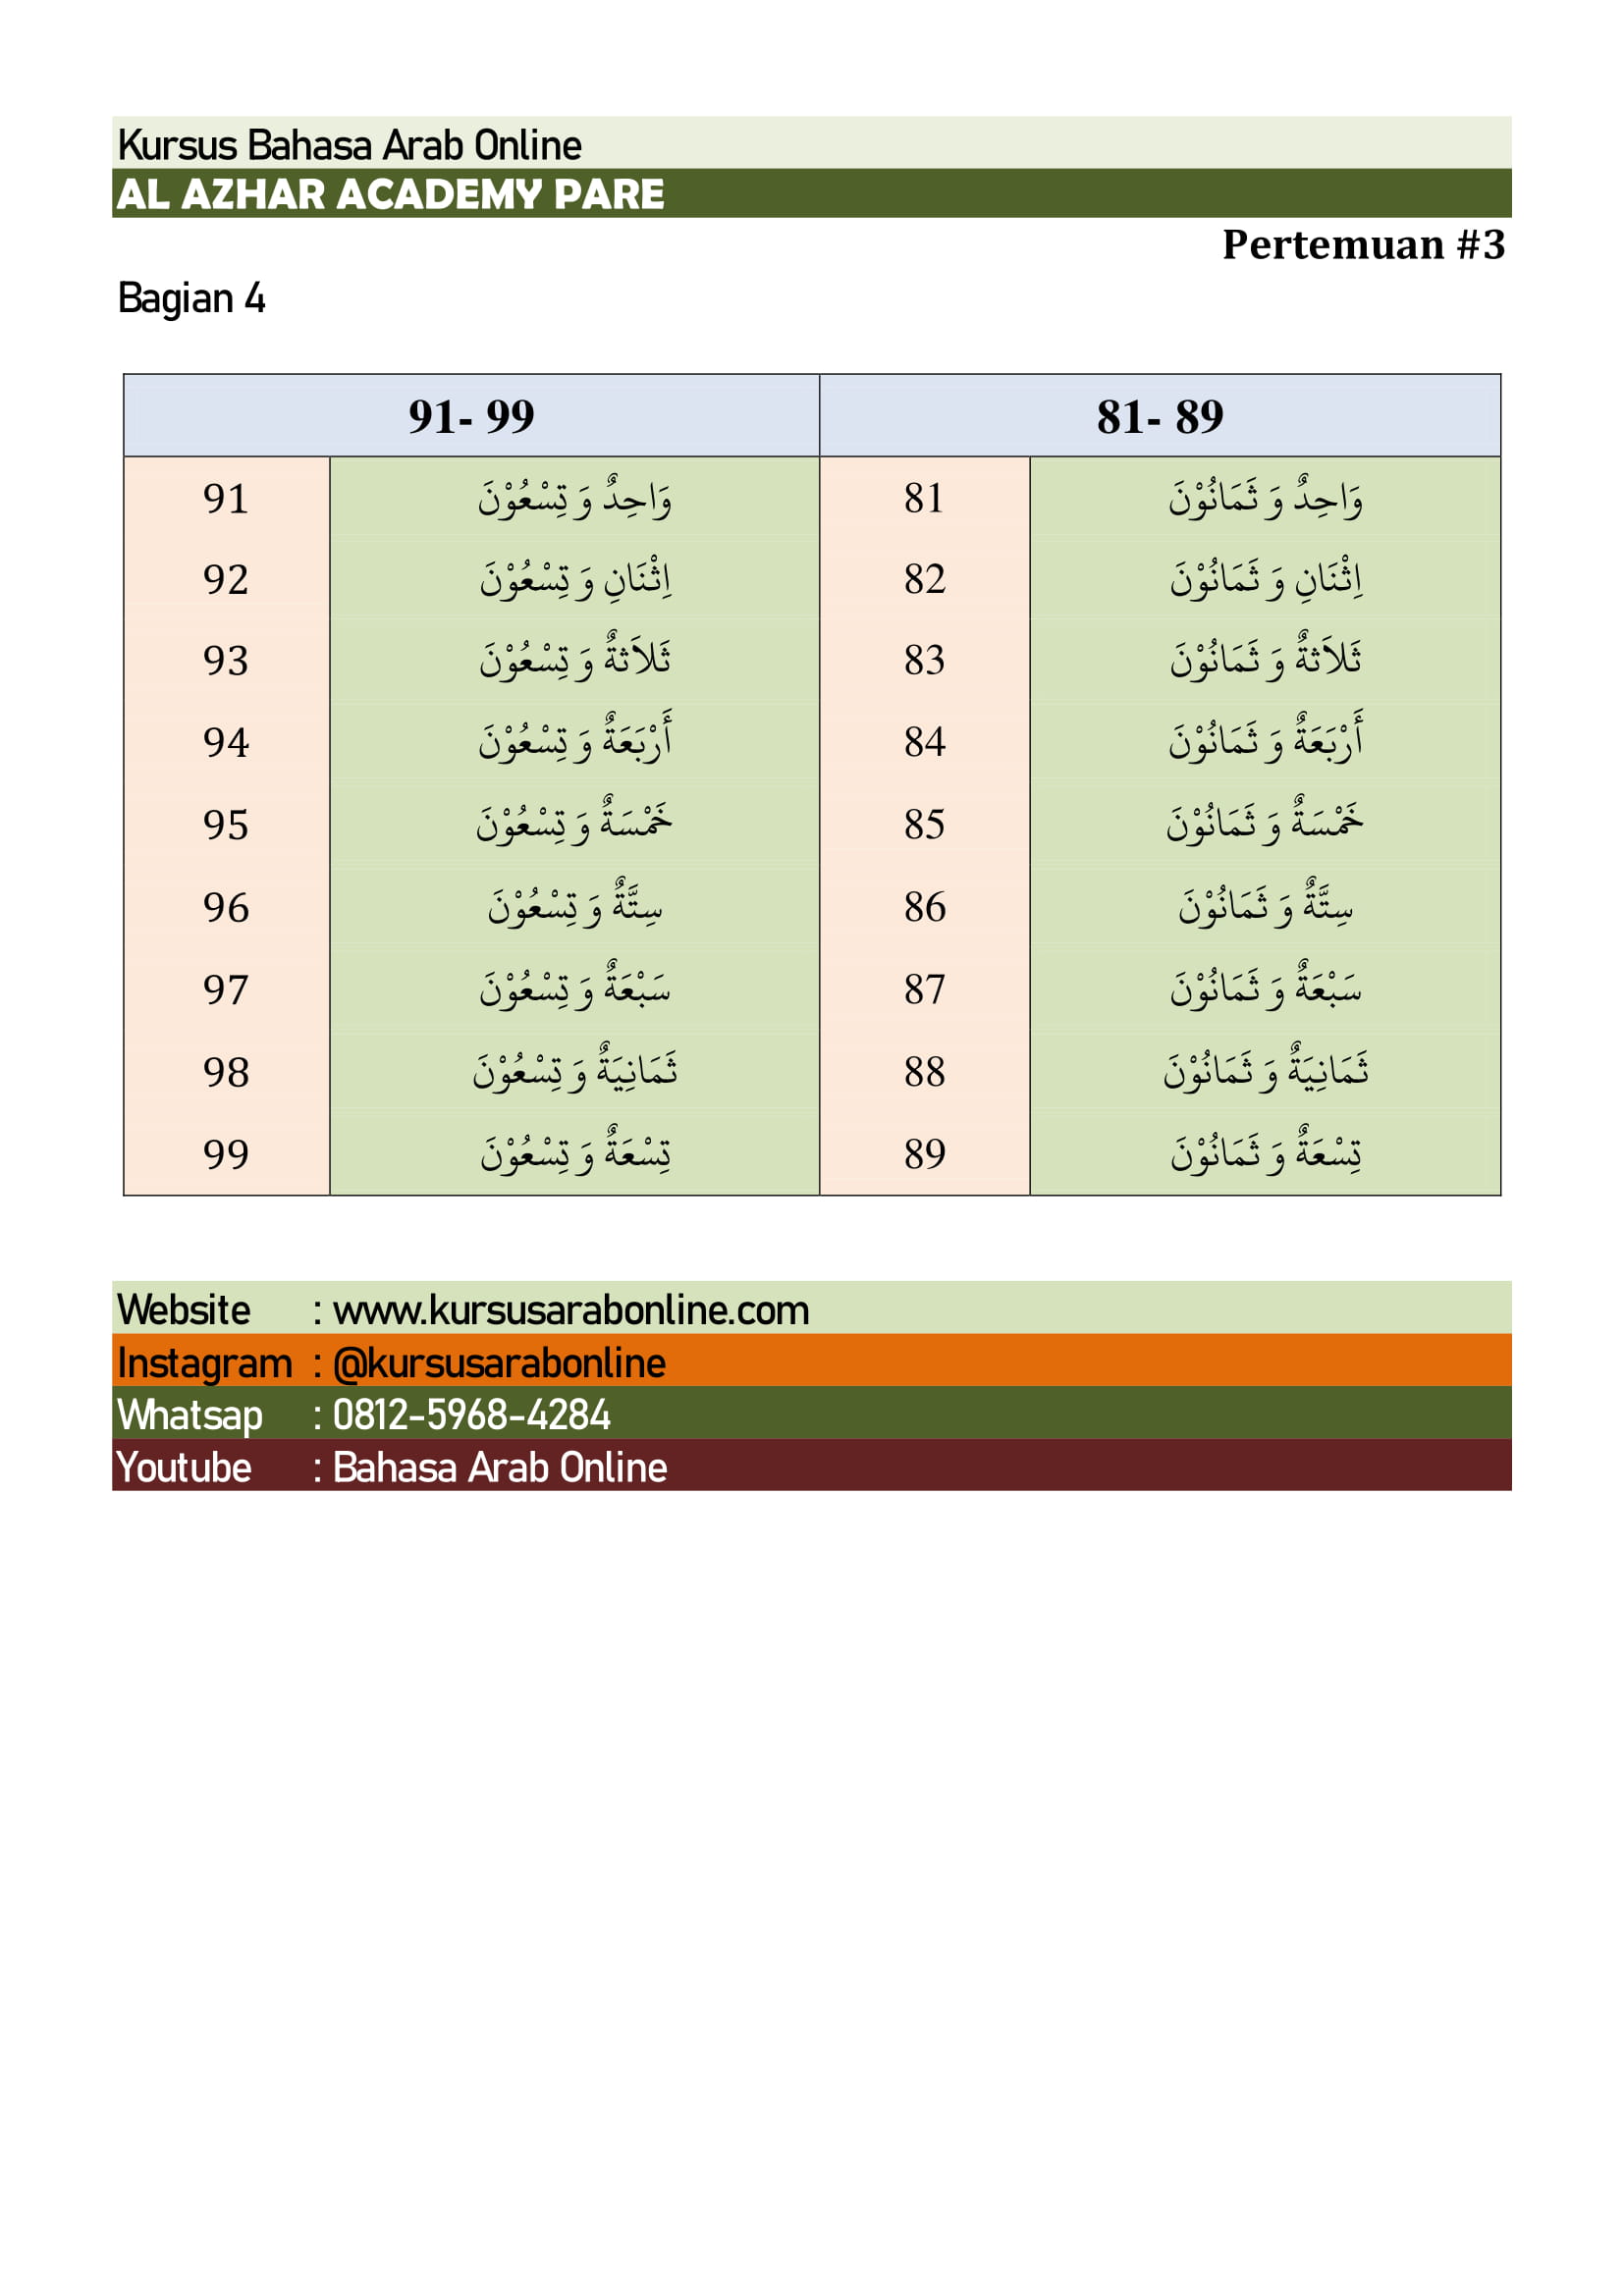 Kursus Bahasa Arab Online
AL AZHAR ACADEMY PARE
Pertemuan #3
Bagian 4
91- 99 81- 89
91 وَاحِدٌ وَ تِسْعُوْنَ 81 وَاحِدٌ وَ ثَمَانُوْنَ
92 اِثْنَانِ وَ تِسْعُوْنَ 82 اِثْنَانِ وَ ثَمَانُوْنَ
93 ثَلاَثةٌ وَ تِسْعُوْنَ 83 ثَلاَثةٌ وَ ثَمَانُوْنَ
94 أَرْبَعَةٌ وَ تِسْعُوْنَ 84 أَرْبَعَةٌ وَ ثَمَانُوْنَ
95 خَمْسَةٌ وَ تِسْعُوْنَ 85 خَمْسَةٌ وَ ثَمَانُوْنَ
96 سِتَّةٌ وَ تِسْعُوْنَ 86 سِتَّةٌ وَ ثَمَانُوْنَ
97 سَبْعَةٌ وَ تِسْعُوْنَ 87 سَبْعَةٌ وَ ثَمَانُوْنَ
98 ثَمَانِيَةٌ وَ تِسْعُوْنَ 88 ثَمَانِيَةٌ وَ ثَمَانُوْنَ
99 تِسْعَةٌ وَ تِسْعُوْنَ 89 تِسْعَةٌ وَ ثَمَانُوْنَ
Website : www.kursusarabonline.com
Instagram : @kursusarabonline
Whatsap : 0812-5968-4284
Youtube : Bahasa Arab Online